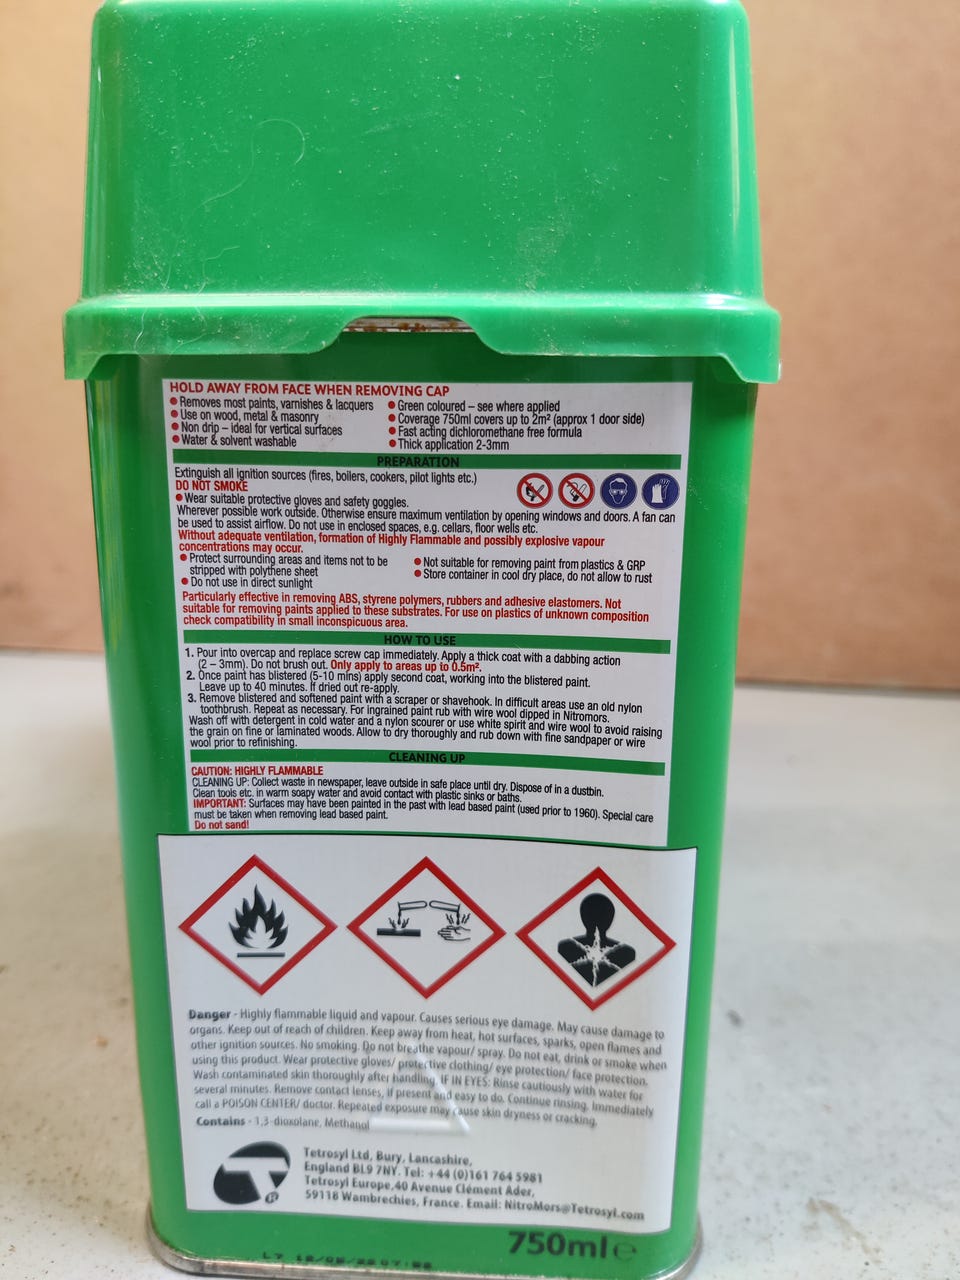 HOLD AWAY FROM FACE WHEN REMOVING CAP
Removes most paints, varnishes & lacquers
Use on wood, metal & masonry
Non drip – ideal for vertical surfaces
Water & solvent washable
Green coloured – see where applied
Coverage 750ml covers up to 2m² (approx 1 door side)
Fast acting dichloromethane free formula
Thick application 2-3mm
PREPARATION
Extinguish all ignition sources (fires, boilers, cookers, pilot lights etc.)
DO NOT SMOKE
Wear suitable protective gloves and safety goggles.
Wherever possible work outside. Otherwise ensure maximum ventilation by opening windows and doors. A fan can
be used to assist airflow. Do not use in enclosed spaces, e.g. cellars, floor wells etc.
Without adequate ventilation, formation of Highly Flammable and possibly explosive vapour
concentrations may occur.
Protect surrounding areas and items not to be
stripped with polythene sheet
Do not use in direct sunlight
Not suitable for removing paint from plastics & GRP
Store container in cool dry place, do not allow to rust
Particularly effective in removing ABS, styrene polymers, rubbers and adhesive elastomers. Not
suitable for removing paints applied to these substrates. For use on plastics of unknown composition
check compatibility in small inconspicuous area.
HOW TO USE
1. Pour into overcap and replace screw cap immediately. Apply a thick coat with a dabbing action
(2 – 3mm). Do not brush out. Only apply to areas up to 0.5m².
2. Once paint has blistered (5-10 mins) apply second coat, working into the blistered paint.
Leave up to 40 minutes. If dried out re-apply.
3. Remove blistered and softened paint with a scraper or shavehook. In difficult areas use an old nylon
toothbrush. Repeat as necessary. For ingrained paint rub with wire wool dipped in Nitromors.
Wash off with detergent in cold water and a nylon scourer or use white spirit and wire wool to avoid raising
the grain on fine or laminated woods. Allow to dry thoroughly and rub down with fine sandpaper or wire
wool prior to refinishing.
CLEANING UP
CAUTION: HIGHLY FLAMMABLE
CLEANING UP: Collect waste in newspaper, leave outside in safe place until dry. Dispose of in a dustbin.
Clean tools etc. in warm soapy water and avoid contact with plastic sinks or baths.
IMPORTANT: Surfaces may have been painted in the past with lead based paint (used prior to 1960). Special care
must be taken when removing lead based paint.
Do not sand!
Danger - Highly flammable liquid and vapour. Causes serious eye damage. May cause damage to
organs. Keep out of reach of children. Keep away from heat, hot surfaces, sparks, open flames and
other ignition sources. No smoking. Do not breathe vapour/ spray. Do not eat, drink or smoke when
using this product. Wear protective gloves/ protective clothing/ eye protection/ face protection.
Wash contaminated skin thoroughly after handling. IF IN EYES: Rinse cautiously with water for
several minutes. Remove contact lenses, if present and easy to do. Continue rinsing. Immediately
call a POISON CENTER/ doctor. Repeated exposure may cause skin dryness or cracking.
Contains - 1,3-dioxolane, Methanol
Tetrosyl Ltd, Bury, Lancashire,
England BL9 7NY. Tel: +44 (0)161 764 5981
Tetrosyl Europe,40 Avenue Clément Ader,
59118 Wambrechies, France. Email: NitroMors@Tetrosyl.com
750ml e